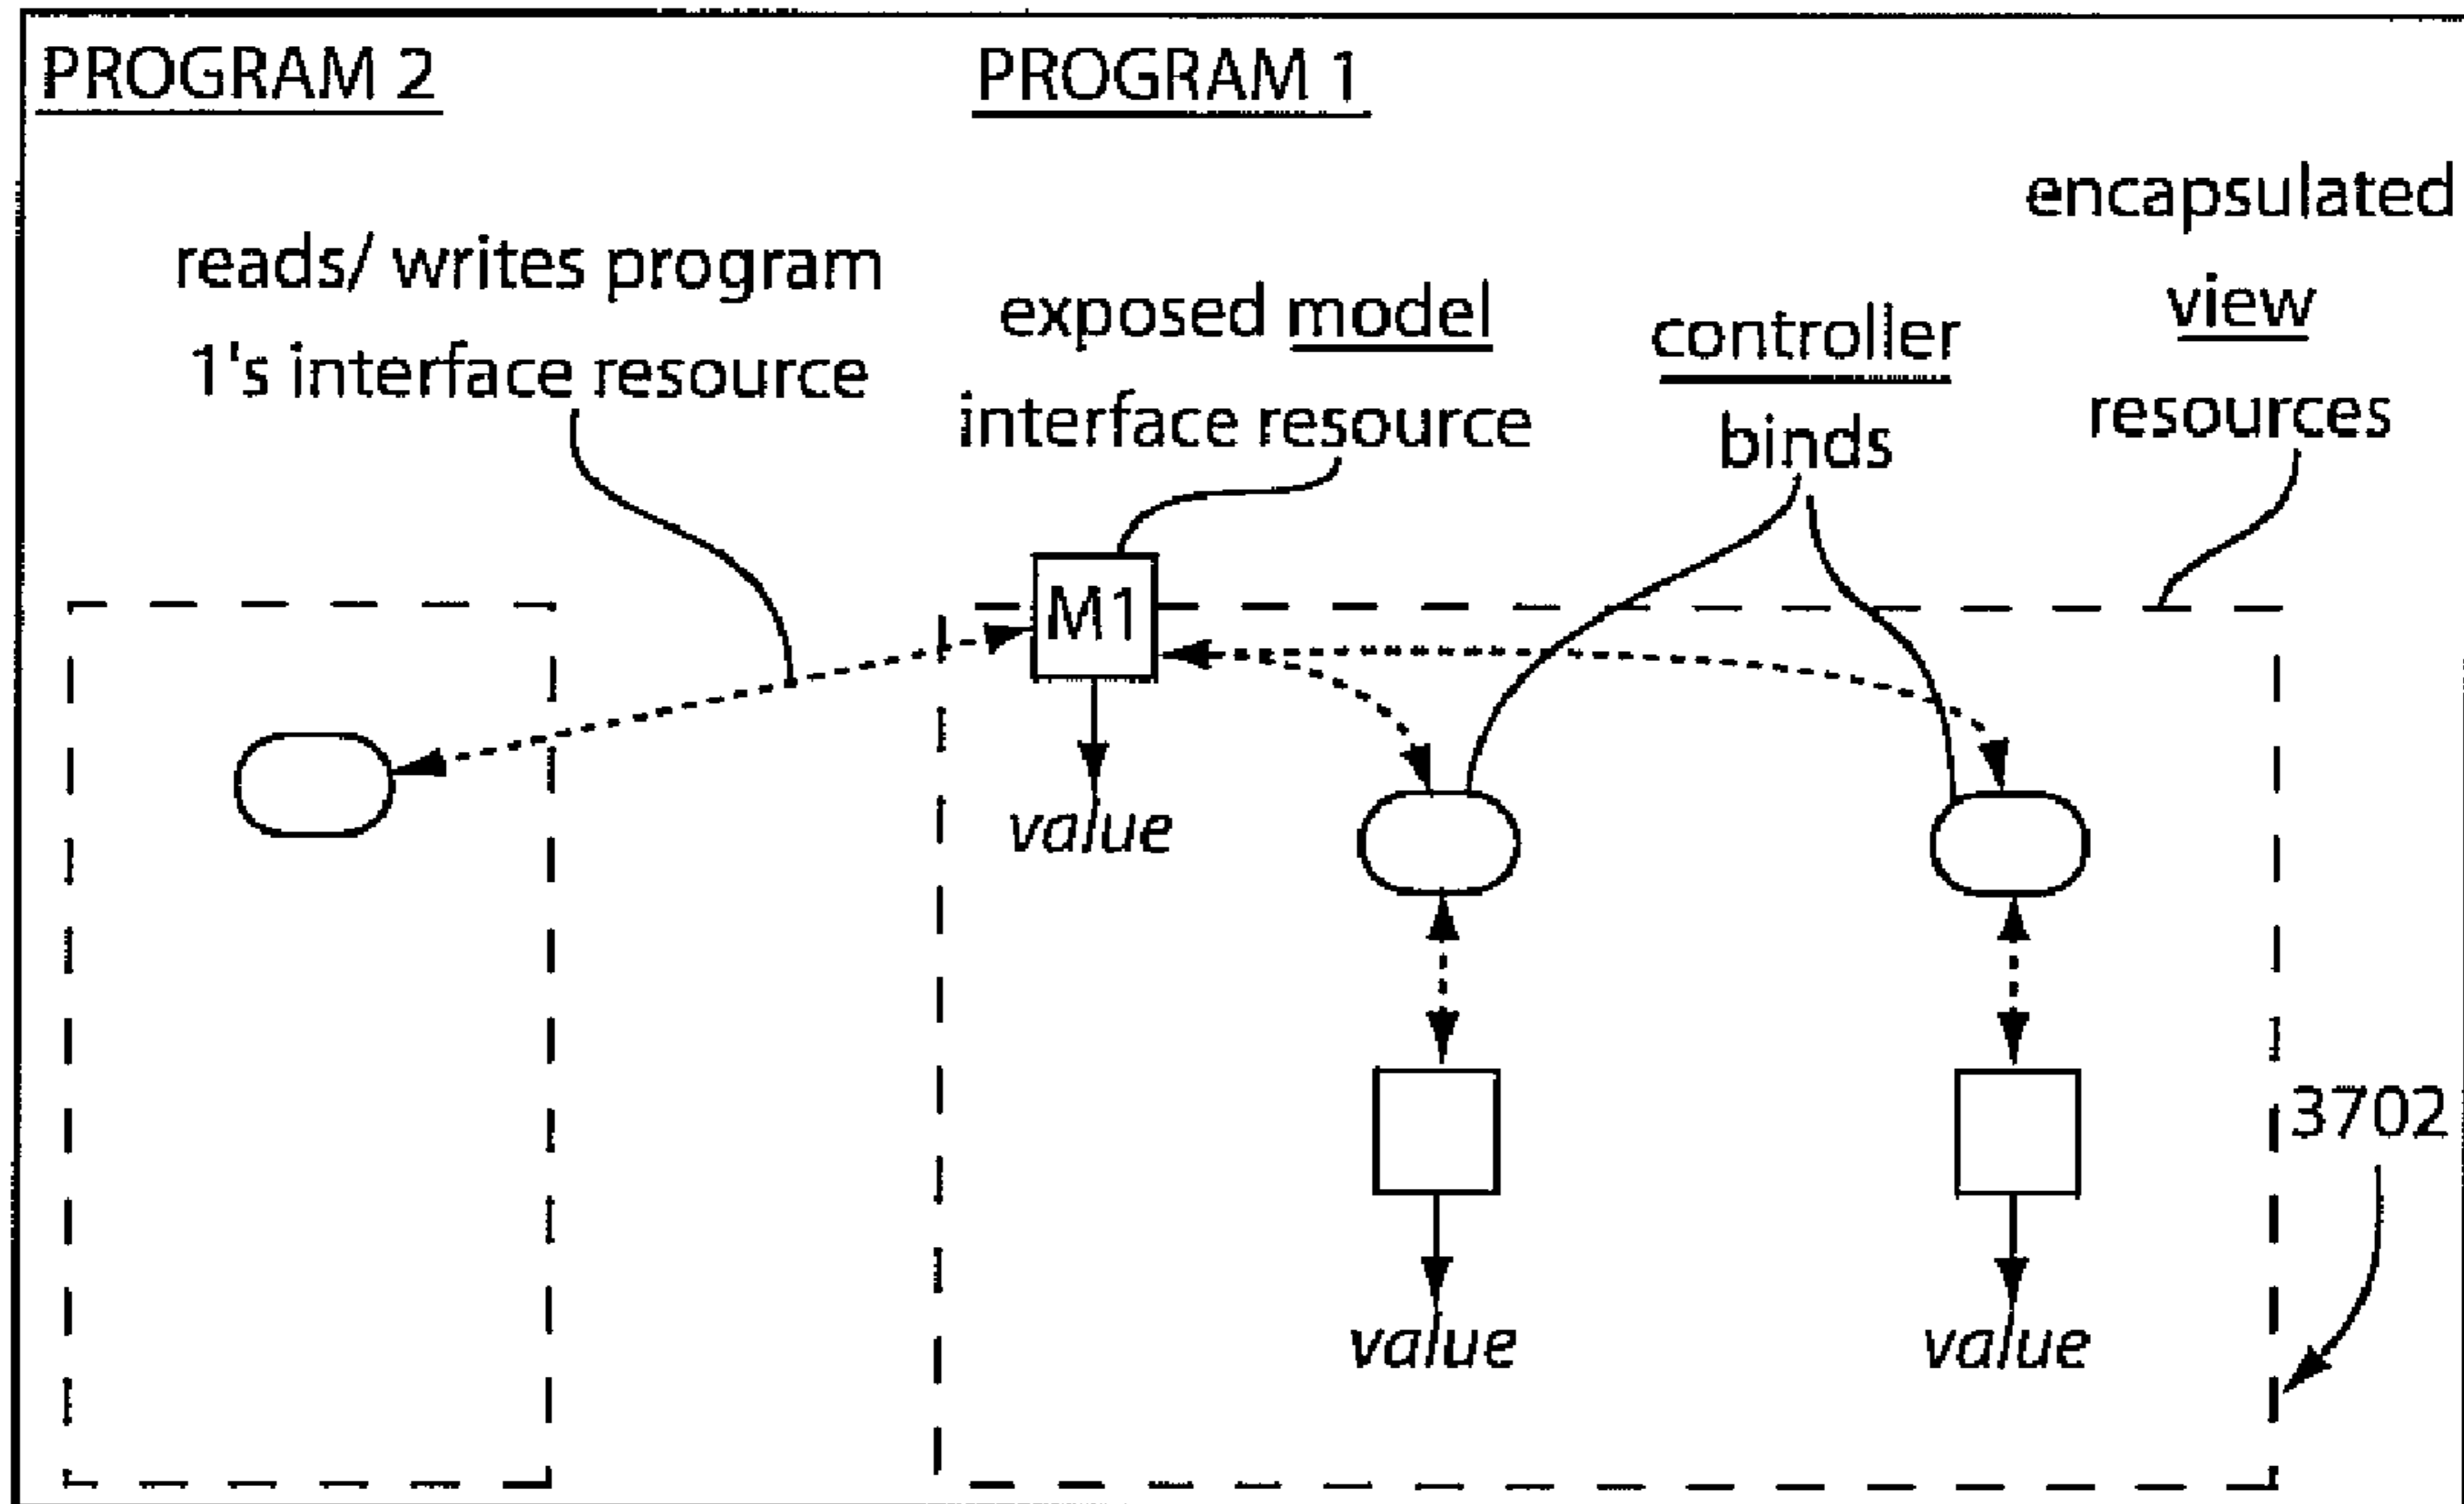 PROGRAM 2
PROGRAM 1
reads/ writes program
1's interface resource
exposed model
interface resource
controller
binds
encapsulated
view
resources
M1
value
value
value
3702